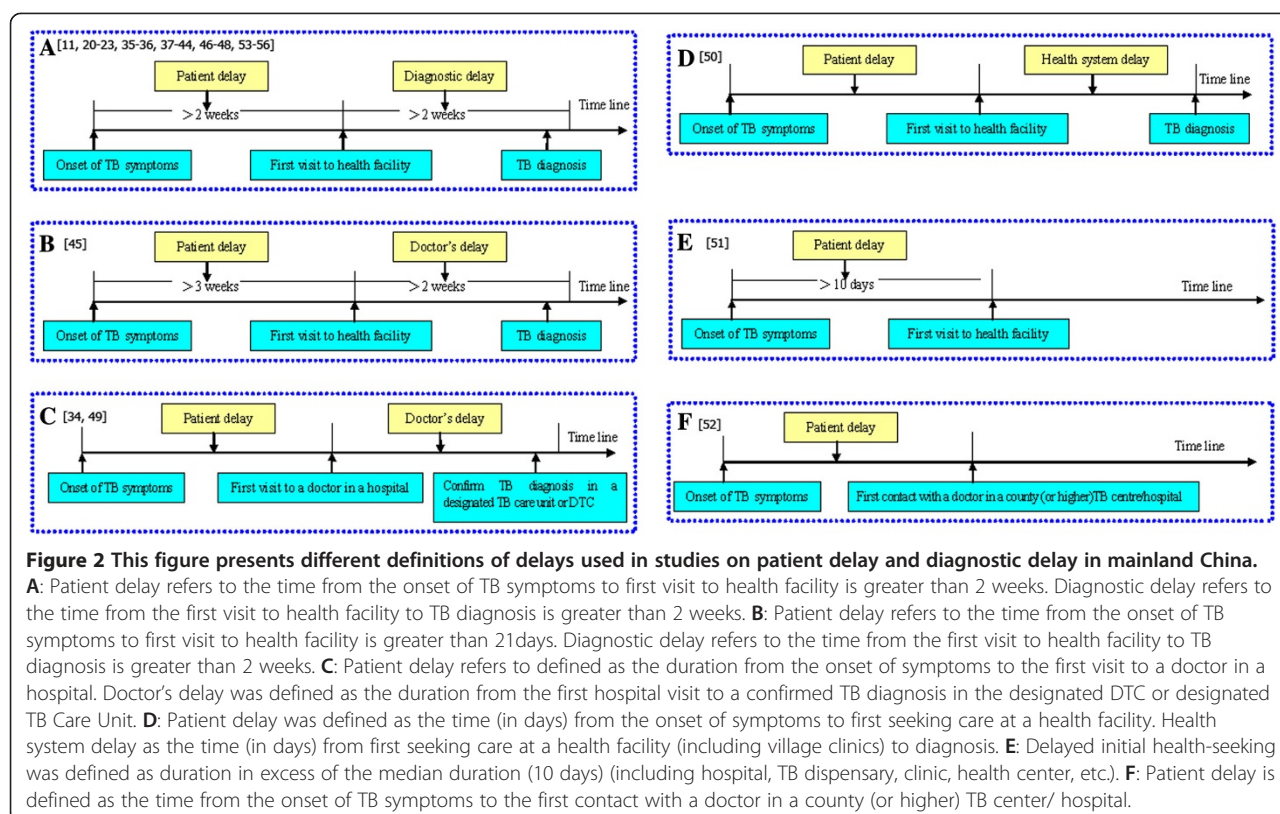 A [11, 20-23, 35-36, 37-44, 46-48, 53-56]
Patient delay
Diagnostic delay
Time line
>2 weeks
>2 weeks
Onset of TB symptoms
First visit to health facility
TB diagnosis
B [45]
Patient delay
Doctor's delay
Time line
>3 weeks
>2 weeks
Onset of TB symptoms
First visit to health facility
TB diagnosis
C [34, 49]
Patient delay
Doctor's delay
Time line
Onset of TB symptoms
First visit to a doctor in a hospital
Confirm TB diagnosis in a
designated TB care unit or DTC
D [50]
Patient delay
Health system delay
Time line
Onset of TB symptoms
First visit to health facility
TB diagnosis
E [51]
Patient delay
>10 days
Time line
Onset of TB symptoms
First visit to health facility
F [52]
Patient delay
Time line
Onset of TB symptoms
First contact with a doctor in a county (or higher)TB centre/hospital
Figure 2 This figure presents different definitions of delays used in studies on patient delay and diagnostic delay in mainland China.
A: Patient delay refers to the time from the onset of TB symptoms to first visit to health facility is greater than 2 weeks. Diagnostic delay refers to
the time from the first visit to health facility to TB diagnosis is greater than 2 weeks. B: Patient delay refers to the time from the onset of TB
symptoms to first visit to health facility is greater than 21days. Diagnostic delay refers to the time from the first visit to health facility to TB
diagnosis is greater than 2 weeks. C: Patient delay refers to defined as the duration from the onset of symptoms to the first visit to a doctor in a
hospital. Doctor's delay was defined as the duration from the first hospital visit to a confirmed TB diagnosis in the designated DTC or designated
TB Care Unit. D: Patient delay was defined as the time (in days) from the onset of symptoms to first seeking care at a health facility. Health
system delay as the time (in days) from first seeking care at a health facility (including village clinics) to diagnosis. E: Delayed initial health-seeking
was defined as duration in excess of the median duration (10 days) (including hospital, TB dispensary, clinic, health center, etc.). F: Patient delay is
defined as the time from the onset of TB symptoms to the first contact with a doctor in a county (or higher) TB center/ hospital.